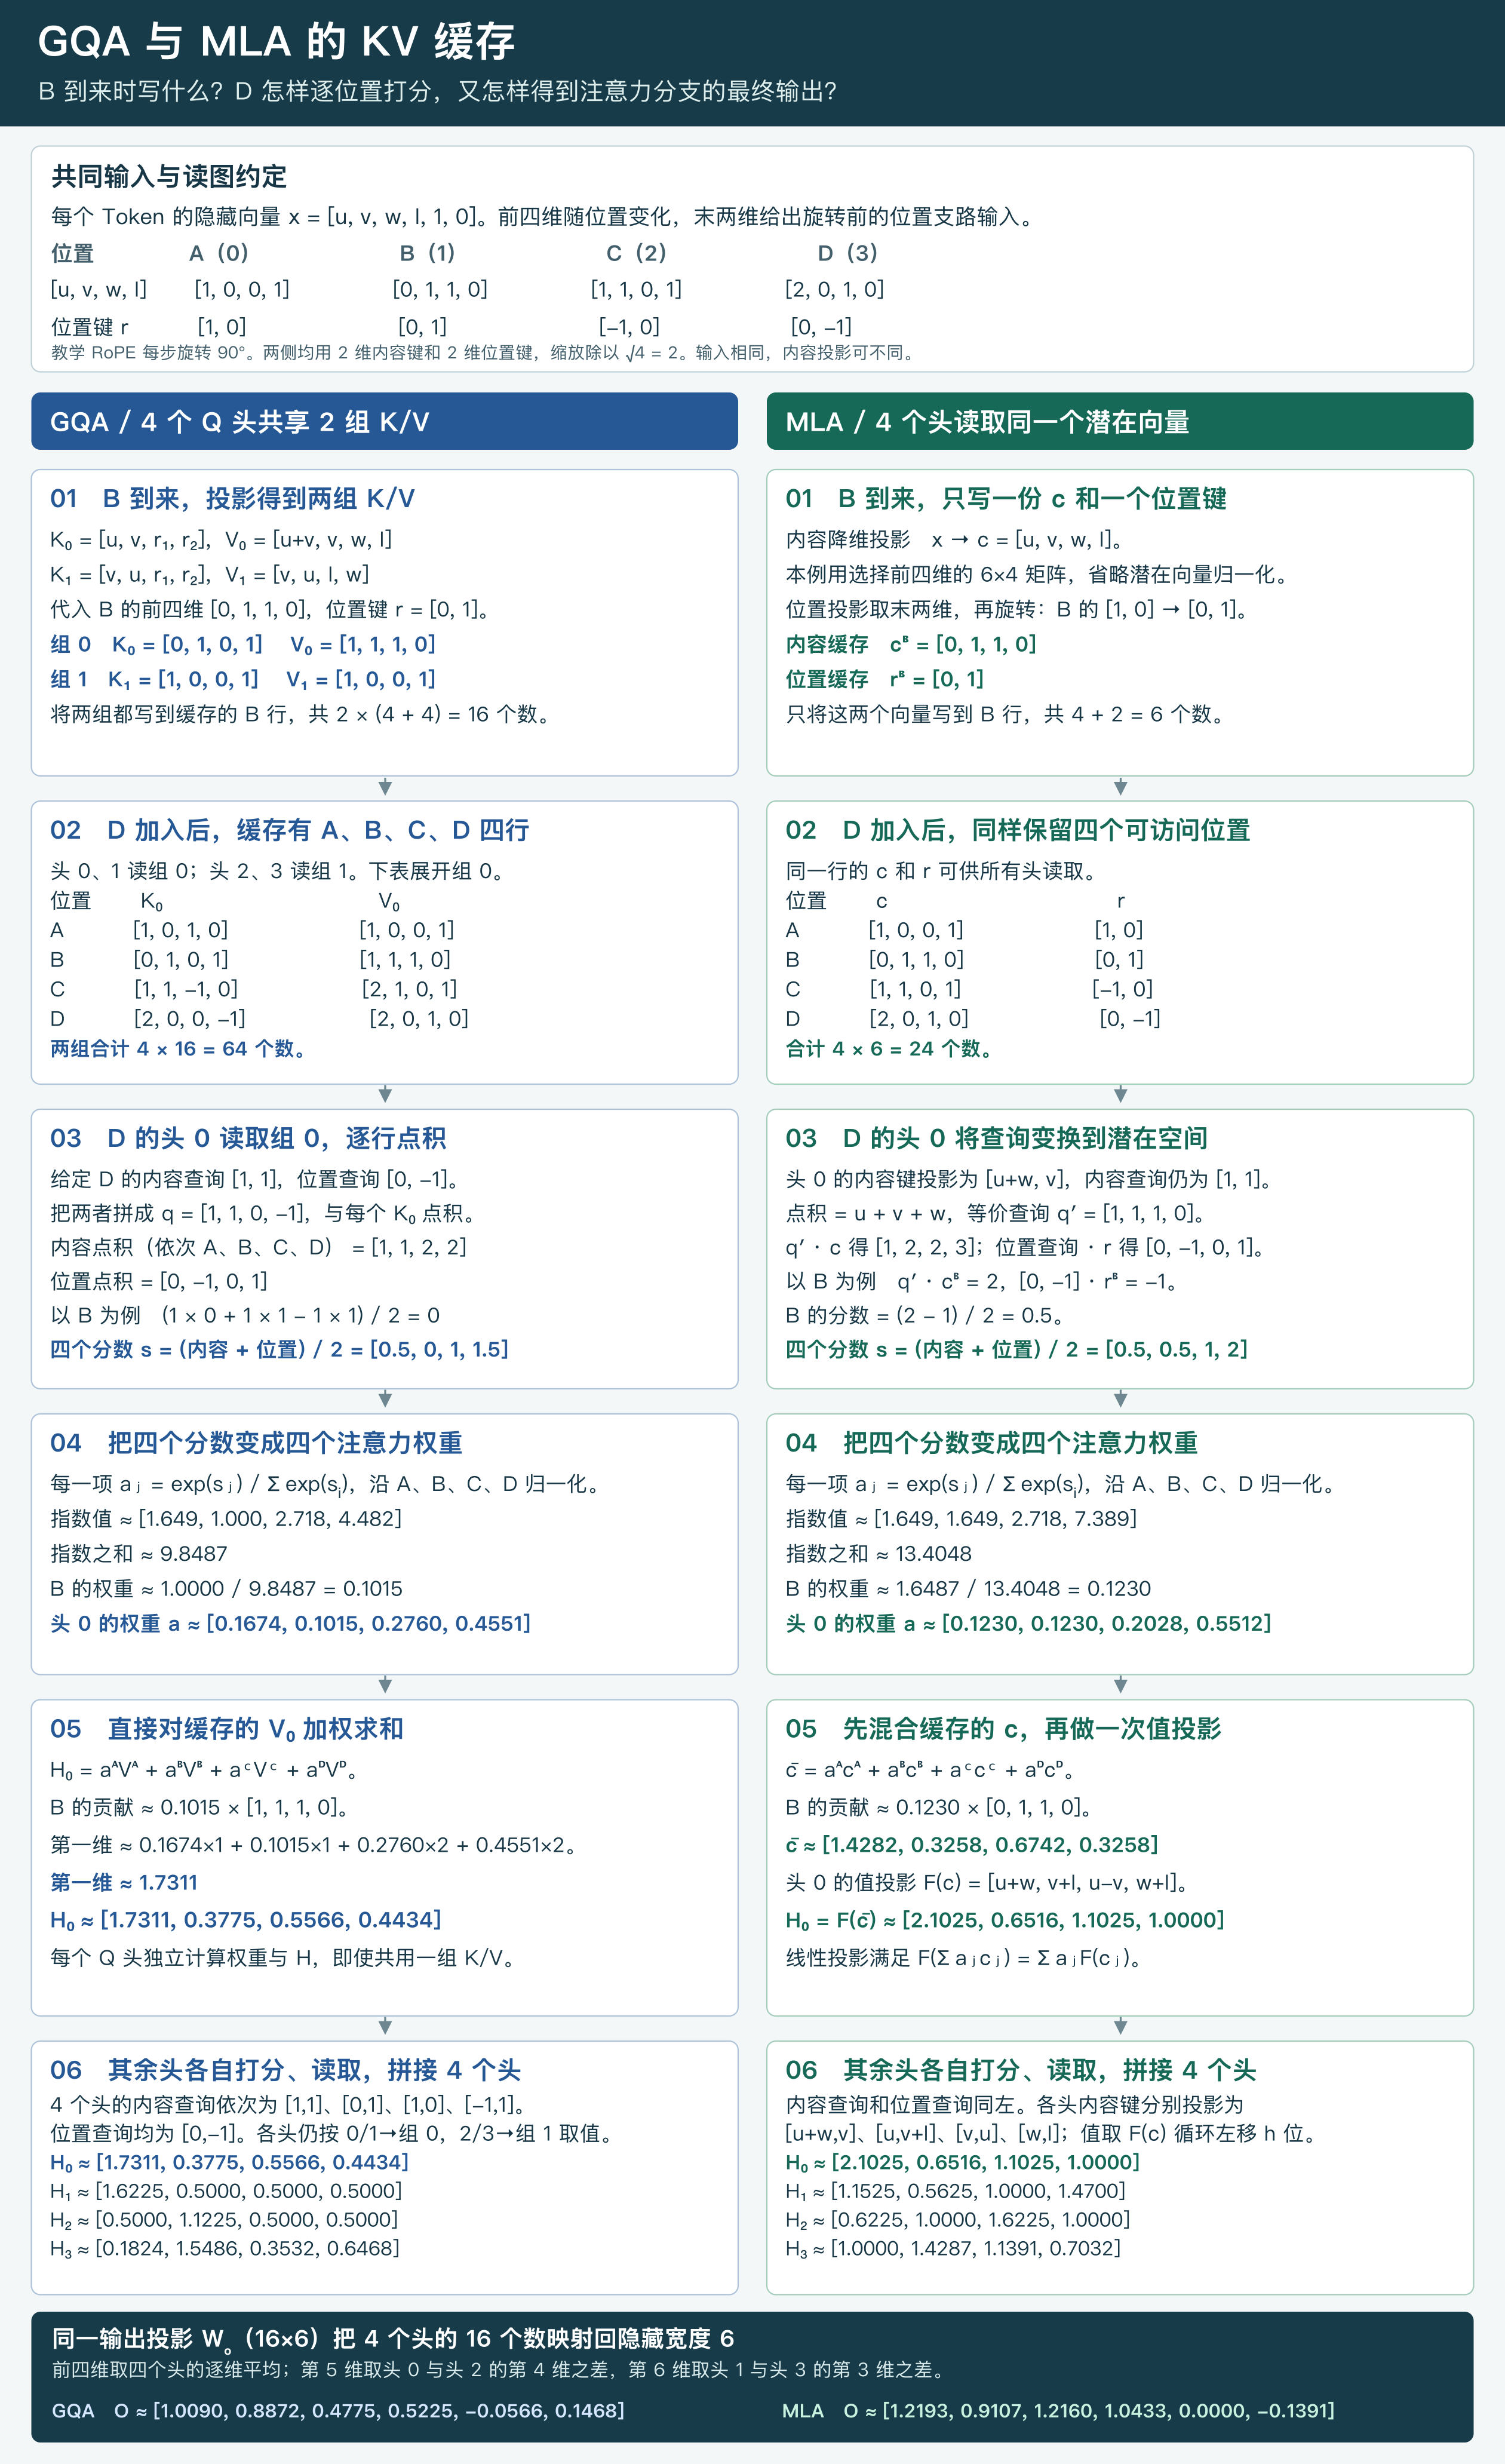 GQA 与 MLA 的 KV 缓存
B 到来时写什么？D 怎样逐位置打分，又怎样得到注意力分支的最终输出？
共同输入与读图约定
每个 Token 的隐藏向量 x = [u, v, w, l, 1, 0]。前四维随位置变化，末两维给出旋转前的位置支路输入。
位置 A（0） B（1） C（2） D（3）
[u, v, w, l] [1, 0, 0, 1] [0, 1, 1, 0] [1, 1, 0, 1] [2, 0, 1, 0]
位置键 r [1, 0] [0, 1] [−1, 0] [0, −1]
教学 RoPE 每步旋转 90°。两侧均用 2 维内容键和 2 维位置键，缩放除以 √4 = 2。输入相同，内容投影可不同。
GQA / 4 个 Q 头共享 2 组 K/V
01 B 到来，投影得到两组 K/V
K₀ = [u, v, r₁, r₂]，V₀ = [u+v, v, w, l]
K₁ = [v, u, r₁, r₂]，V₁ = [v, u, l, w]
代入 B 的前四维 [0, 1, 1, 0]，位置键 r = [0, 1]。
组 0 K₀ = [0, 1, 0, 1] V₀ = [1, 1, 1, 0]
组 1 K₁ = [1, 0, 0, 1] V₁ = [1, 0, 0, 1]
将两组都写到缓存的 B 行，共 2 × (4 + 4) = 16 个数。
02 D 加入后，缓存有 A、B、C、D 四行
头 0、1 读组 0；头 2、3 读组 1。下表展开组 0。
位置 K₀ V₀
A [1, 0, 1, 0] [1, 0, 0, 1]
B [0, 1, 0, 1] [1, 1, 1, 0]
C [1, 1, −1, 0] [2, 1, 0, 1]
D [2, 0, 0, −1] [2, 0, 1, 0]
两组合计 4 × 16 = 64 个数。
03 D 的头 0 读取组 0，逐行点积
给定 D 的内容查询 [1, 1]，位置查询 [0, −1]。
把两者拼成 q = [1, 1, 0, −1]，与每个 K₀ 点积。
内容点积（依次 A、B、C、D） = [1, 1, 2, 2]
位置点积 = [0, −1, 0, 1]
以 B 为例 (1 × 0 + 1 × 1 − 1 × 1) / 2 = 0
四个分数 s = (内容 + 位置) / 2 = [0.5, 0, 1, 1.5]
04 把四个分数变成四个注意力权重
每一项 aⱼ = exp(sⱼ) / Σ exp(sᵢ)，沿 A、B、C、D 归一化。
指数值 ≈ [1.649, 1.000, 2.718, 4.482]
指数之和 ≈ 9.8487
B 的权重 ≈ 1.0000 / 9.8487 = 0.1015
头 0 的权重 a ≈ [0.1674, 0.1015, 0.2760, 0.4551]
05 直接对缓存的 V₀ 加权求和
H₀ = aᴬVᴬ + aᴮVᴮ + aᶜVᶜ + aᴰVᴰ。
B 的贡献 ≈ 0.1015 × [1, 1, 1, 0]。
第一维 ≈ 0.1674×1 + 0.1015×1 + 0.2760×2 + 0.4551×2。
第一维 ≈ 1.7311
H₀ ≈ [1.7311, 0.3775, 0.5566, 0.4434]
每个 Q 头独立计算权重与 H，即使共用一组 K/V。
06 其余头各自打分、读取，拼接 4 个头
4 个头的内容查询依次为 [1,1]、[0,1]、[1,0]、[−1,1]。
位置查询均为 [0,−1]。各头仍按 0/1→组 0，2/3→组 1 取值。
H₀ ≈ [1.7311, 0.3775, 0.5566, 0.4434]
H₁ ≈ [1.6225, 0.5000, 0.5000, 0.5000]
H₂ ≈ [0.5000, 1.1225, 0.5000, 0.5000]
H₃ ≈ [0.1824, 1.5486, 0.3532, 0.6468]
MLA / 4 个头读取同一个潜在向量
01 B 到来，只写一份 c 和一个位置键
内容降维投影 x → c = [u, v, w, l]。
本例用选择前四维的 6×4 矩阵，省略潜在向量归一化。
位置投影取末两维，再旋转：B 的 [1, 0] → [0, 1]。
内容缓存 cᴮ = [0, 1, 1, 0]
位置缓存 rᴮ = [0, 1]
只将这两个向量写到 B 行，共 4 + 2 = 6 个数。
02 D 加入后，同样保留四个可访问位置
同一行的 c 和 r 可供所有头读取。
位置 c r
A [1, 0, 0, 1] [1, 0]
B [0, 1, 1, 0] [0, 1]
C [1, 1, 0, 1] [−1, 0]
D [2, 0, 1, 0] [0, −1]
合计 4 × 6 = 24 个数。
03 D 的头 0 将查询变换到潜在空间
头 0 的内容键投影为 [u+w, v]，内容查询仍为 [1, 1]。
点积 = u + v + w，等价查询 q′ = [1, 1, 1, 0]。
q′ · c 得 [1, 2, 2, 3]；位置查询 · r 得 [0, −1, 0, 1]。
以 B 为例 q′ · cᴮ = 2，[0, −1] · rᴮ = −1。
B 的分数 = (2 − 1) / 2 = 0.5。
四个分数 s = (内容 + 位置) / 2 = [0.5, 0.5, 1, 2]
04 把四个分数变成四个注意力权重
每一项 aⱼ = exp(sⱼ) / Σ exp(sᵢ)，沿 A、B、C、D 归一化。
指数值 ≈ [1.649, 1.649, 2.718, 7.389]
指数之和 ≈ 13.4048
B 的权重 ≈ 1.6487 / 13.4048 = 0.1230
头 0 的权重 a ≈ [0.1230, 0.1230, 0.2028, 0.5512]
05 先混合缓存的 c，再做一次值投影
c̄ = aᴬcᴬ + aᴮcᴮ + aᶜcᶜ + aᴰcᴰ。
B 的贡献 ≈ 0.1230 × [0, 1, 1, 0]。
c̄ ≈ [1.4282, 0.3258, 0.6742, 0.3258]
头 0 的值投影 F(c) = [u+w, v+l, u−v, w+l]。
H₀ = F(c̄) ≈ [2.1025, 0.6516, 1.1025, 1.0000]
线性投影满足 F(Σ aⱼcⱼ) = Σ aⱼF(cⱼ)。
06 其余头各自打分、读取，拼接 4 个头
内容查询和位置查询同左。各头内容键分别投影为
[u+w,v]、[u,v+l]、[v,u]、[w,l]；值取 F(c) 循环左移 h 位。
H₀ ≈ [2.1025, 0.6516, 1.1025, 1.0000]
H₁ ≈ [1.1525, 0.5625, 1.0000, 1.4700]
H₂ ≈ [0.6225, 1.0000, 1.6225, 1.0000]
H₃ ≈ [1.0000, 1.4287, 1.1391, 0.7032]
同一输出投影 Wₒ（16×6）把 4 个头的 16 个数映射回隐藏宽度 6
前四维取四个头的逐维平均；第 5 维取头 0 与头 2 的第 4 维之差，第 6 维取头 1 与头 3 的第 3 维之差。
GQA O ≈ [1.0090, 0.8872, 0.4775, 0.5225, −0.0566, 0.1468]
MLA O ≈ [1.2193, 0.9107, 1.2160, 1.0433, 0.0000, −0.1391]